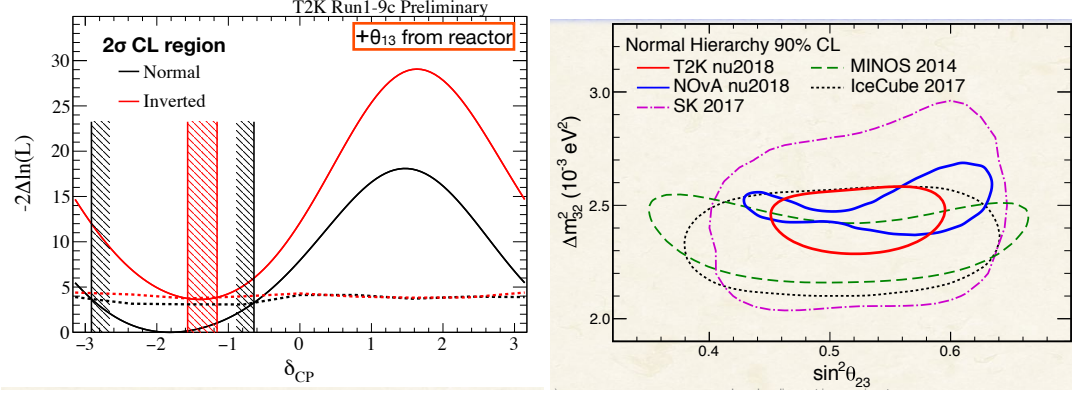 T2K Run1-9c Preliminary
+θ13 from reactor
2σ CL region
Normal
Inverted
-2Δln(L)
30
25
20
15
10
5
0
−3 −2 −1 0 1 2 3
δCP
Normal Hierarchy 90% CL
T2K nu2018
NOvA nu2018
SK 2017
MINOS 2014
IceCube 2017
Δm²32 (10⁻³ eV²)
3.0
2.5
2.0
0.4 0.5 0.6
sin²θ23